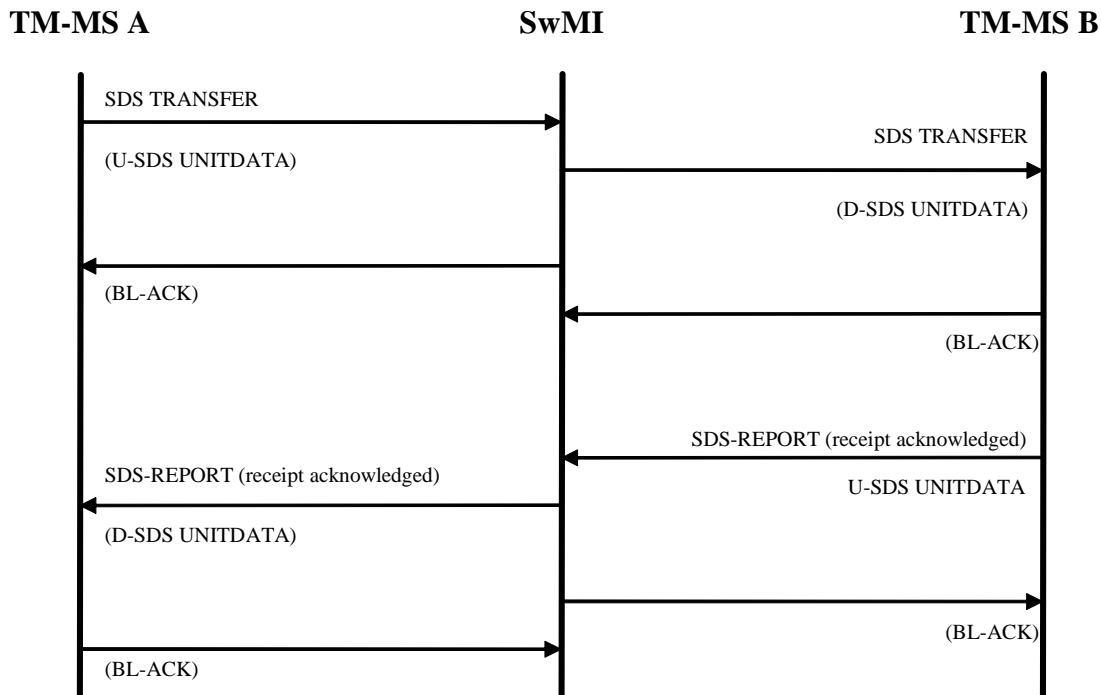 TM-MS A
SwMI
TM-MS B
SDS TRANSFER
SDS TRANSFER
(U-SDS UNITDATA)
(D-SDS UNITDATA)
(BL-ACK)
(BL-ACK)
SDS-REPORT (receipt acknowledged)
SDS-REPORT (receipt acknowledged)
U-SDS UNITDATA
(D-SDS UNITDATA)
(BL-ACK)
(BL-ACK)